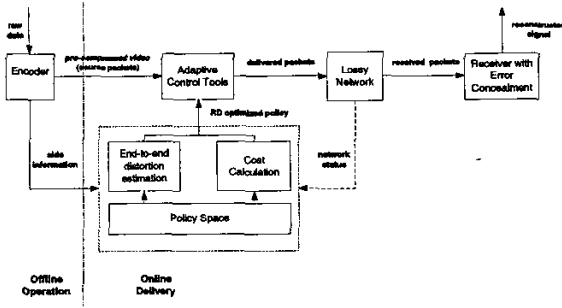 raw
data
reconstructed
signal
Encoder
pre-compressed video
(source packets)
Adaptive
Control Tools
delivered packets
Lossy
Network
received packets
Receiver with
Error
Concealment
RD optimized policy
side
information
End-to-end
distortion
estimation
Cost
Calculation
network
status
Policy Space
Offline
Operation
Online
Delivery